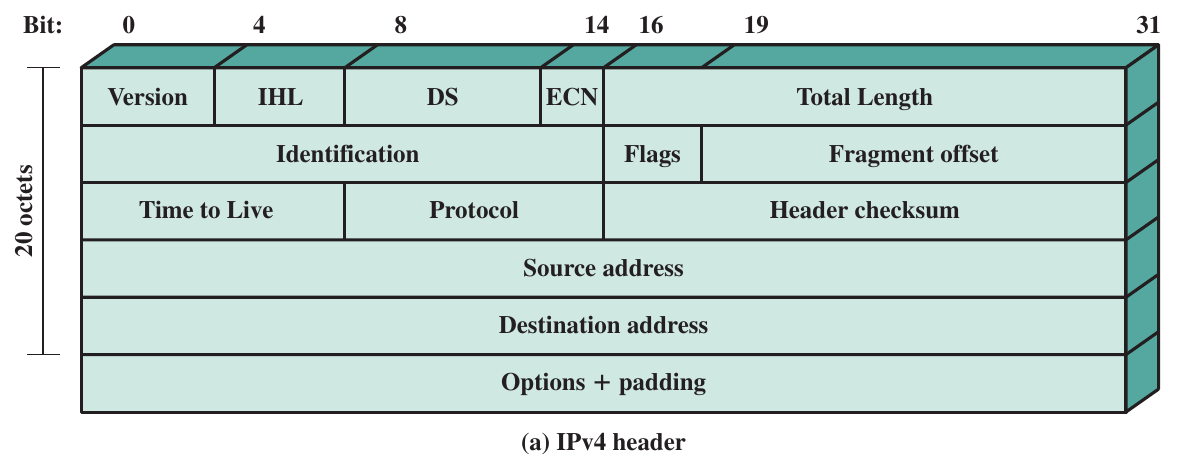 Bit: 0 4 8 14 16 19 31
Version IHL DS ECN Total Length
Identification Flags Fragment offset
Time to Live Protocol Header checksum
Source address
Destination address
Options + padding
20 octets
(a) IPv4 header